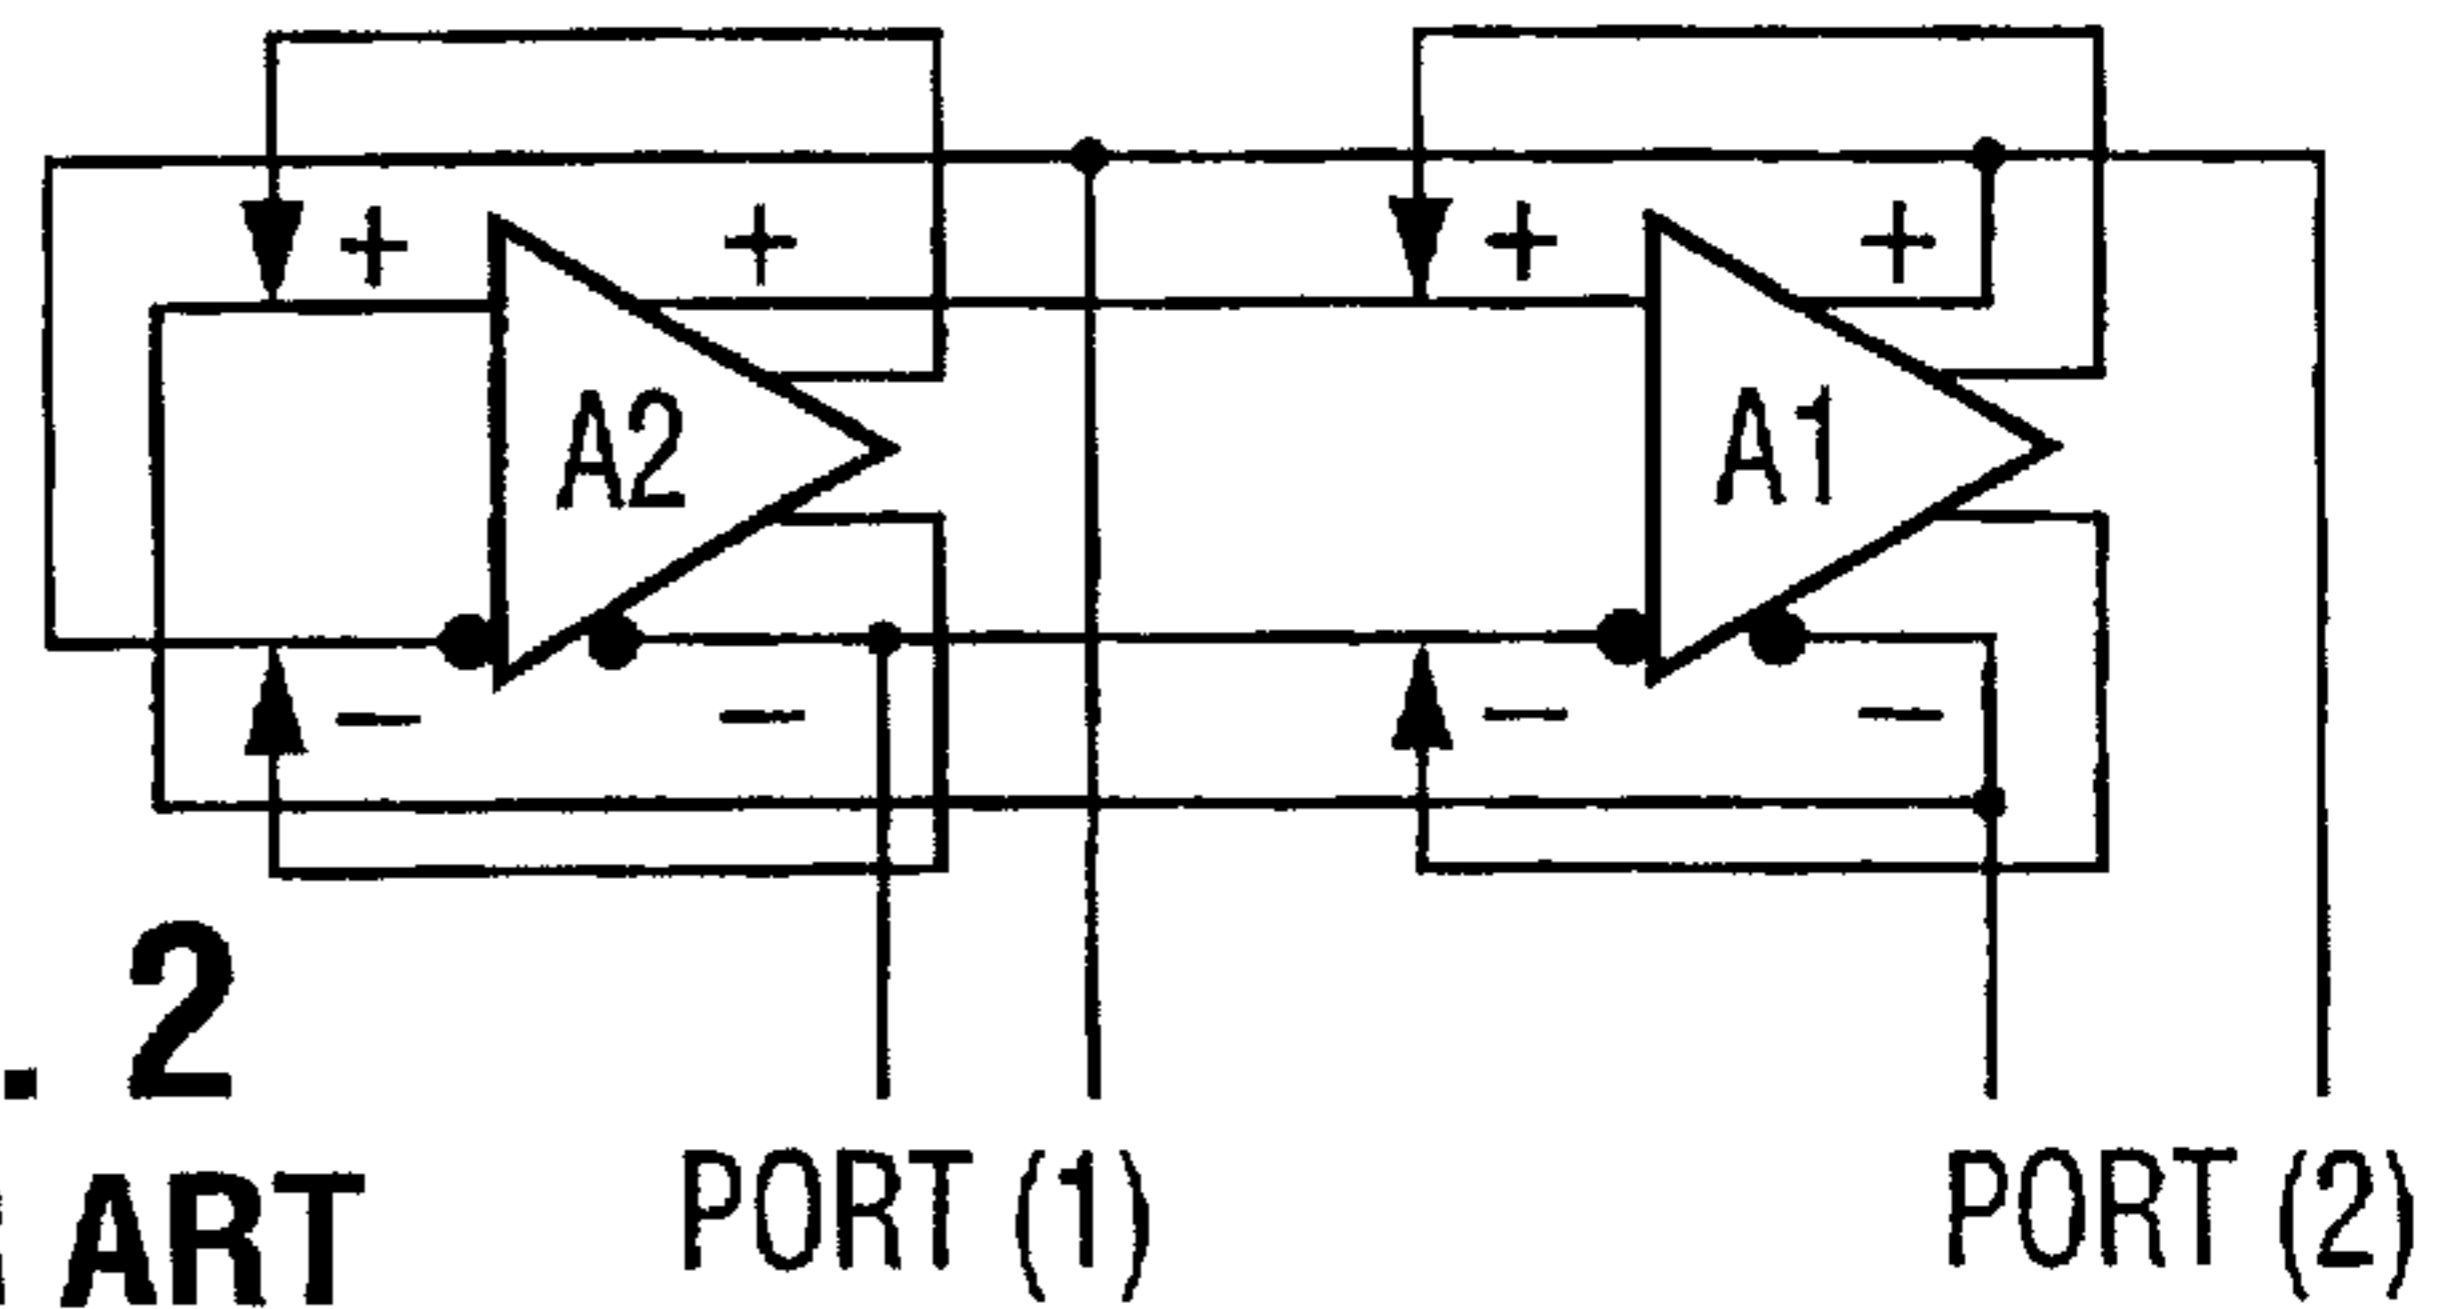 + + + +
A2 A1
− − − −
. 2
ART
PORT (1) PORT (2)